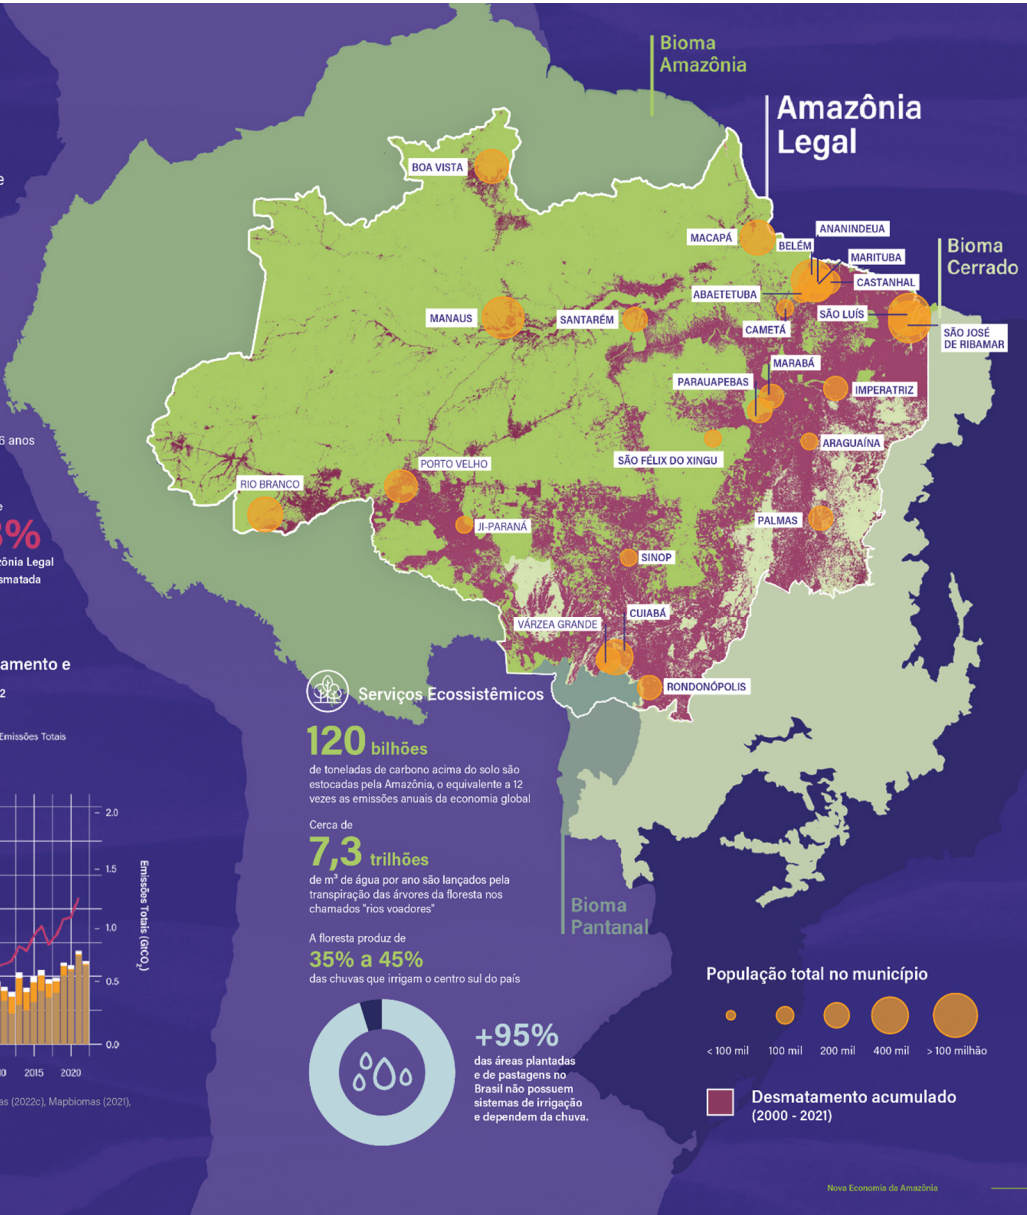 Bioma
Amazônia
Amazônia
Legal
BOA VISTA
MACAPÁ
BELÉM
ANANINDEUA
MARITUBA
CASTANHAL
Bioma
Cerrado
ABAETETUBA
CAMETÁ
SÃO LUÍS
SÃO JOSÉ
DE RIBAMAR
MANAUS
SANTARÉM
MARABÁ
PARAUAPEBAS
IMPERATRIZ
SÃO FÉLIX DO XINGU
ARAGUAÍNA
PORTO VELHO
RIO BRANCO
JI-PARANÁ
PALMAS
SINOP
CUIABÁ
VÁRZEA GRANDE
RONDONÓPOLIS
e
6 anos
e
3%
zônia Legal
smatada
amento e
2
Emissões Totais
2.0
1.5
1.0
0.5
0.0
Emissões Totais (GtCO2)
10 2015 2020
as (2022c), Mapbiomas (2021),
Serviços Ecossistêmicos
120 bilhões
de toneladas de carbono acima do solo são
estocadas pela Amazônia, o equivalente a 12
vezes as emissões anuais da economia global
Cerca de
7,3 trilhões
de m³ de água por ano são lançados pela
transpiração das árvores da floresta nos
chamados "rios voadores"
A floresta produz de
35% a 45%
das chuvas que irrigam o centro sul do país
+95%
das áreas plantadas
e de pastagens no
Brasil não possuem
sistemas de irrigação
e dependem da chuva.
Bioma
Pantanal
População total no município
< 100 mil 100 mil 200 mil 400 mil > 100 milhão
Desmatamento acumulado
(2000 - 2021)
Nova Economia da Amazônia